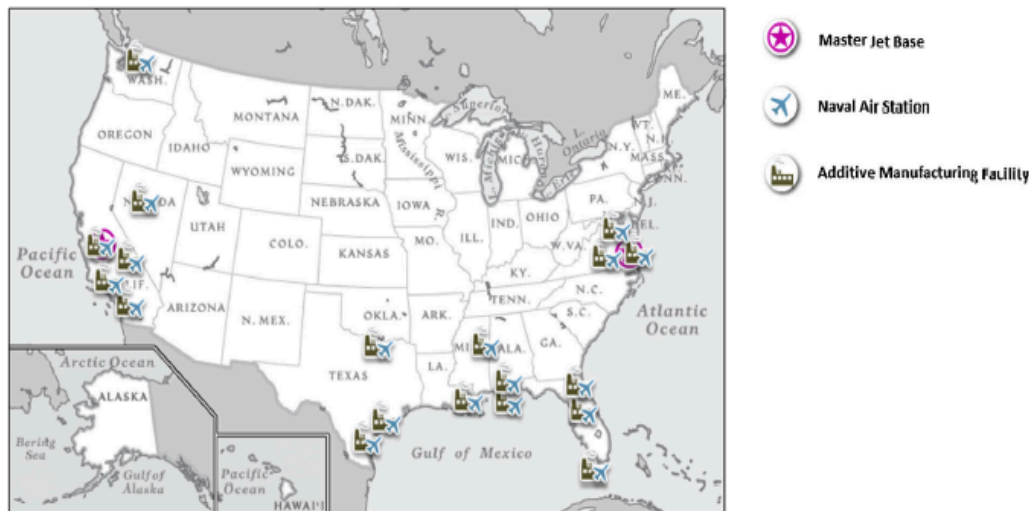 Master Jet Base
Naval Air Station
Additive Manufacturing Facility
WASH.
MONTANA
N.DAK.
MINN.
Superior
ME.
OREGON
IDAHO
S.DAK.
WIS.
L. Michigan
MICH
L. Huron
L. Ontario
L. Erie
VT.
N.H.
N.Y.
MASS.
CONN.
WYOMING
Mississippi R.
NEBRASKA
IOWA
PA.
N.J.
DEL.
UTAH
COLO.
KANSAS
MO.
ILL.
IND.
OHIO
W.VA.
KY.
Pacific
Ocean
ARIZONA
N. MEX.
OKLA.
ARK.
TENN.
N.C.
S.C.
Atlantic
Ocean
TEXAS
LA.
ALA.
GA.
Arctic Ocean
ALASKA
Bering
Sea
Gulf of
Alaska
Pacific
Ocean
HAWAI'I
Gulf of Mexico